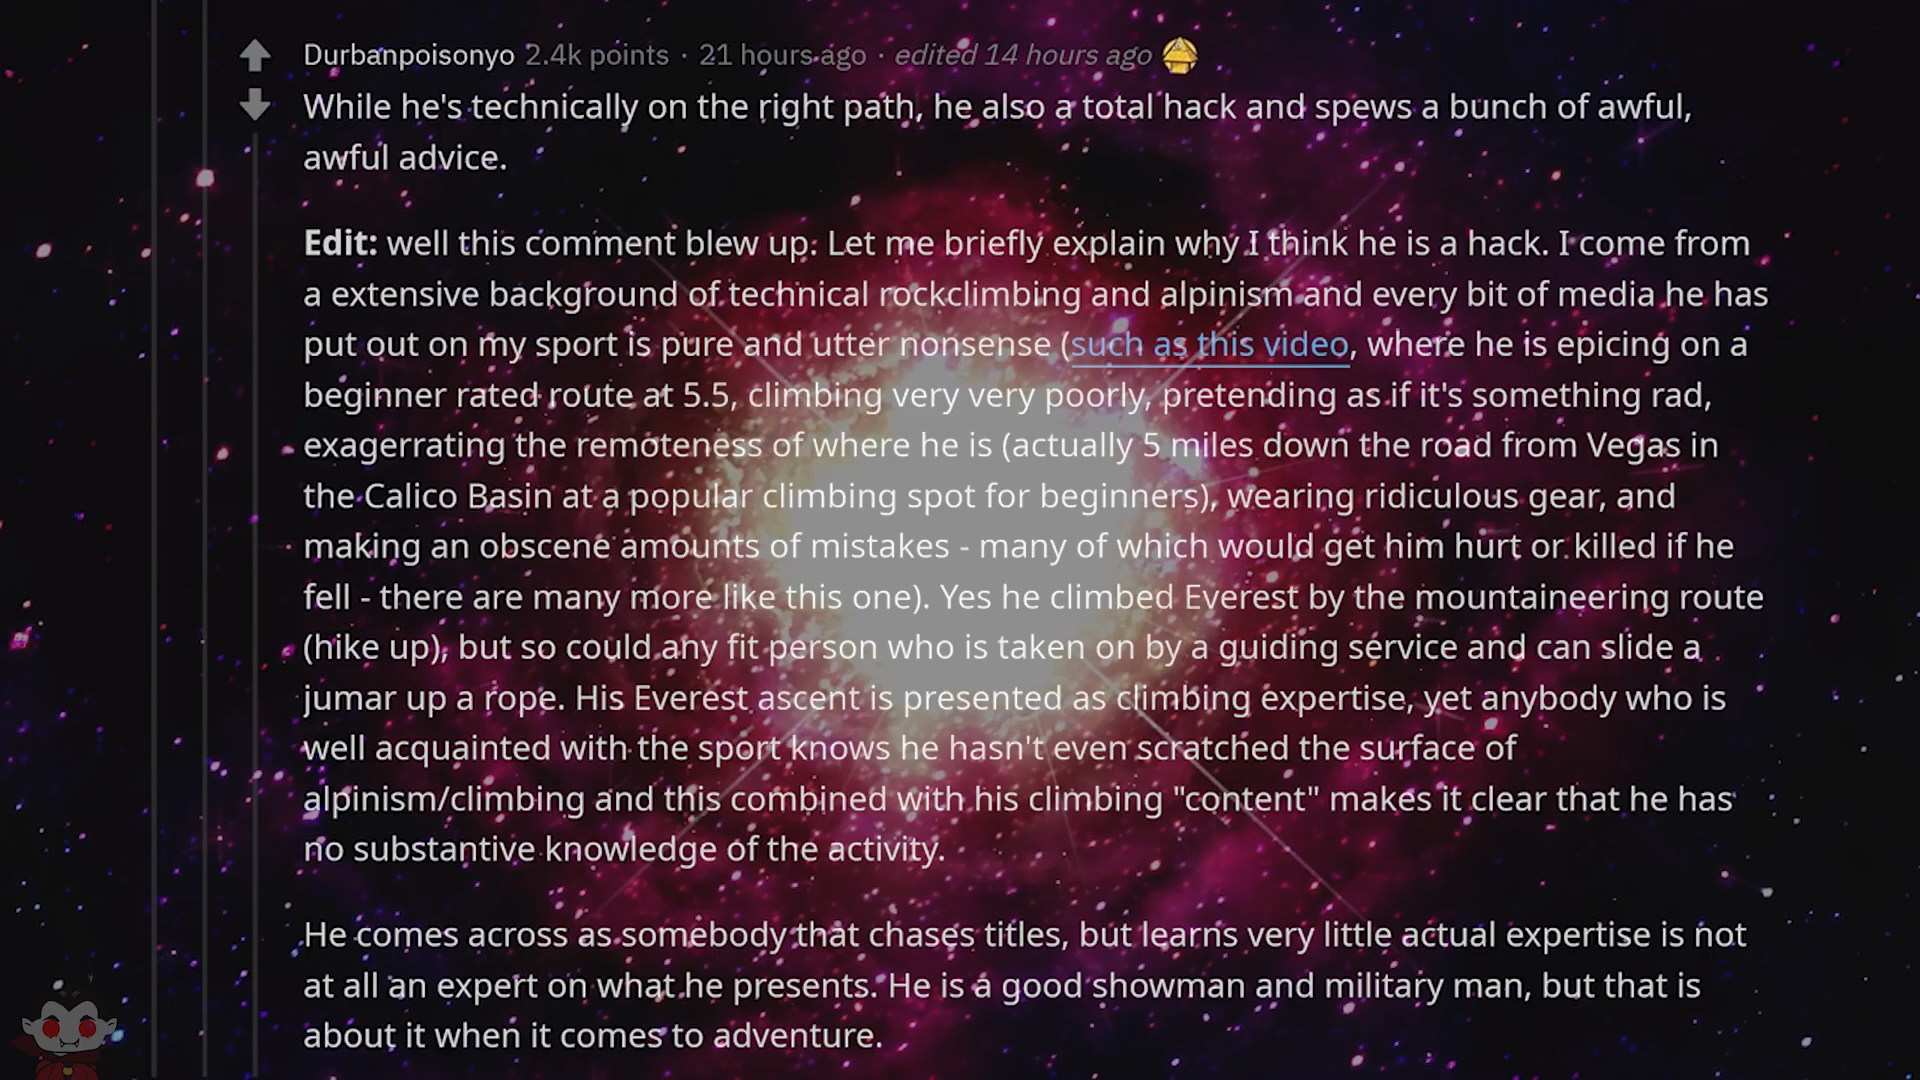 Durbanpoisonyo 2.4k points · 21 hours ago · edited 14 hours ago
While he's technically on the right path, he also a total hack and spews a bunch of awful,
awful advice.
Edit: well this comment blew up. Let me briefly explain why I think he is a hack. I come from
a extensive background of technical rockclimbing and alpinism and every bit of media he has
put out on my sport is pure and utter nonsense (such as this video, where he is epicing on a
beginner rated route at 5.5, climbing very very poorly, pretending as if it's something rad,
exagerrating the remoteness of where he is (actually 5 miles down the road from Vegas in
the Calico Basin at a popular climbing spot for beginners), wearing ridiculous gear, and
making an obscene amounts of mistakes - many of which would get him hurt or killed if he
fell - there are many more like this one). Yes he climbed Everest by the mountaineering route
(hike up), but so could any fit person who is taken on by a guiding service and can slide a
jumar up a rope. His Everest ascent is presented as climbing expertise, yet anybody who is
well acquainted with the sport knows he hasn't even scratched the surface of
alpinism/climbing and this combined with his climbing "content" makes it clear that he has
no substantive knowledge of the activity.
He comes across as somebody that chases titles, but learns very little actual expertise is not
at all an expert on what he presents. He is a good showman and military man, but that is
about it when it comes to adventure.